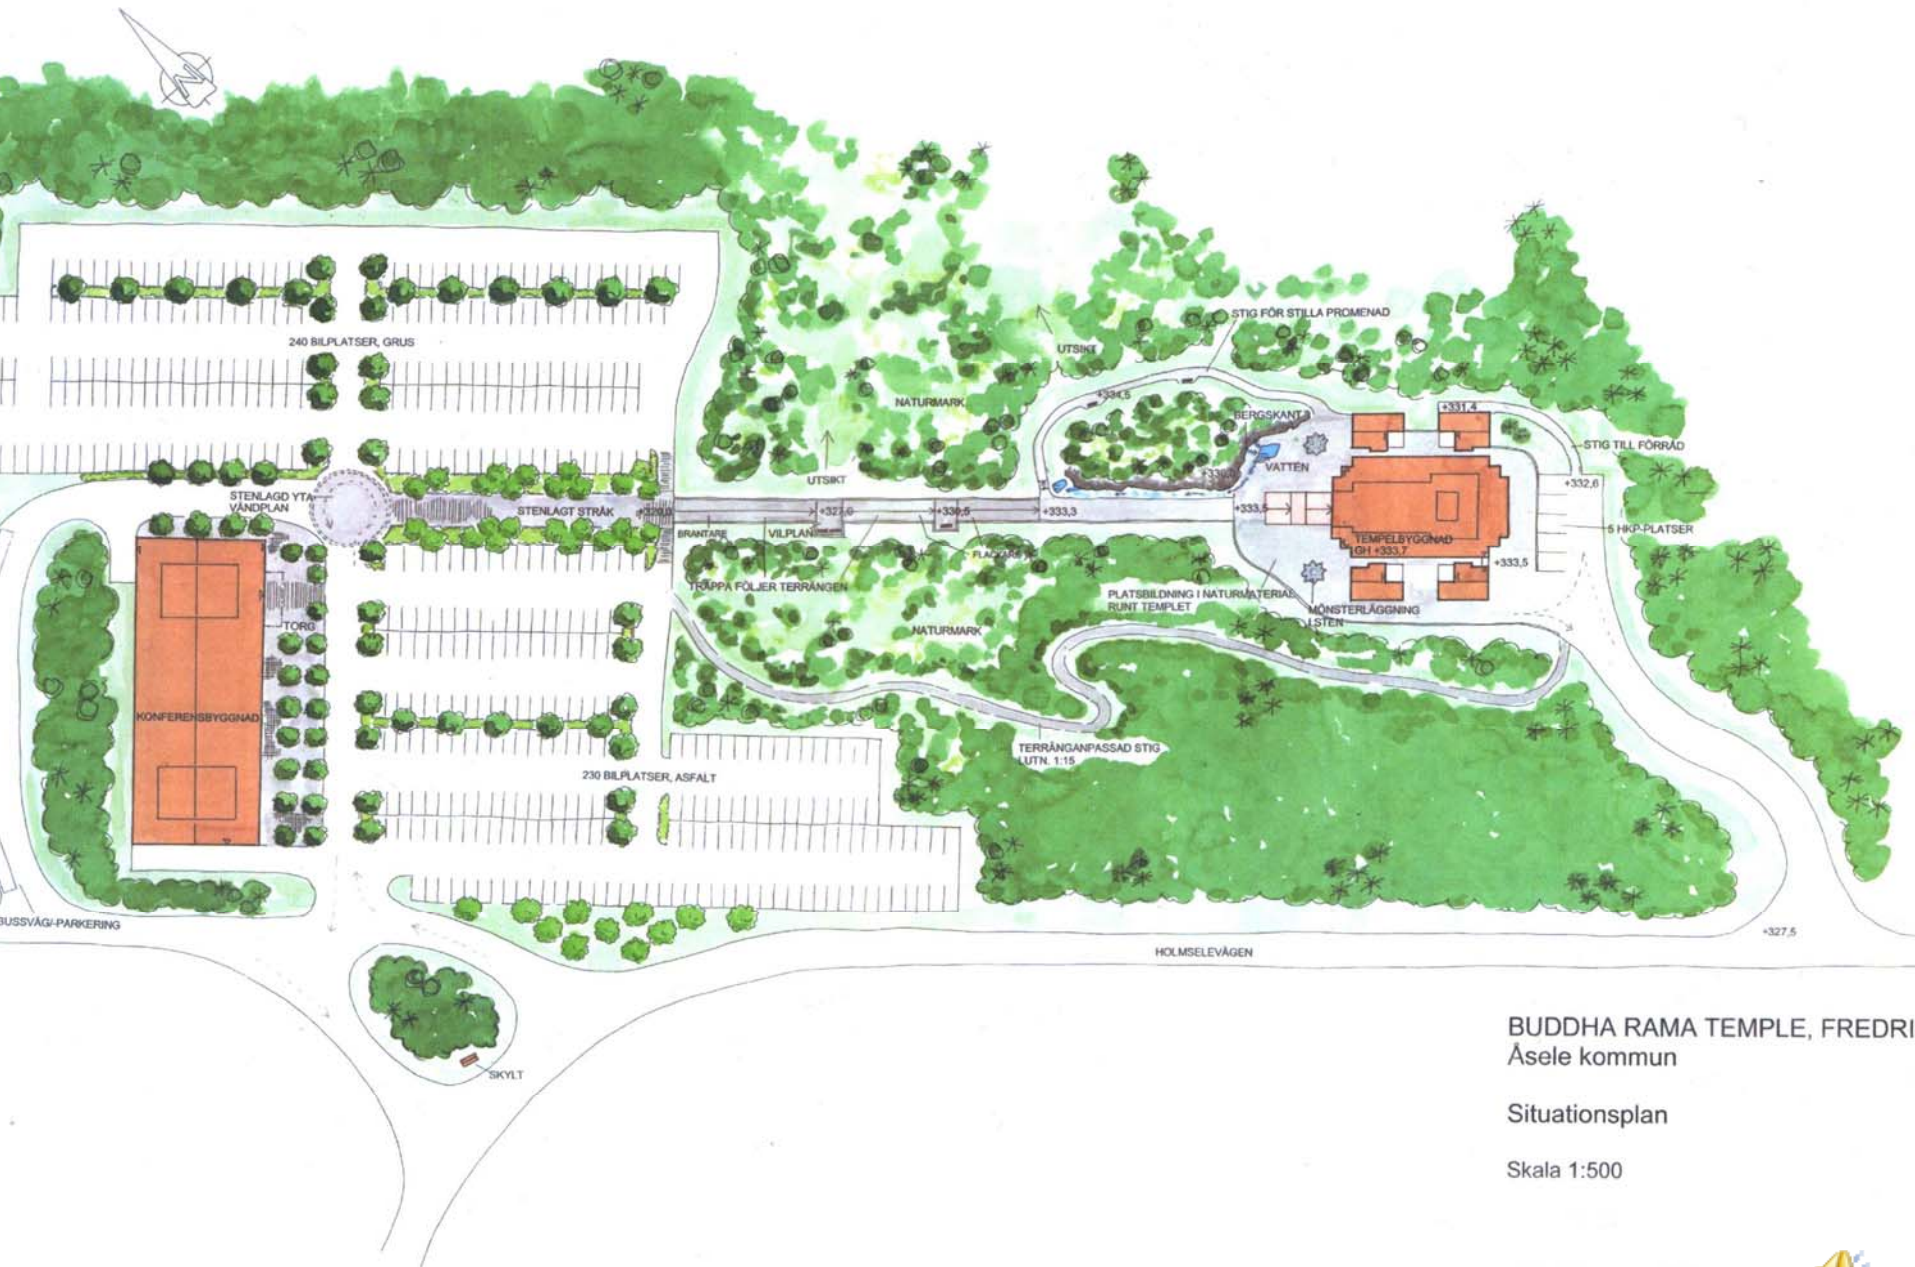 N
240 BILPLATSER, GRUS
STIG FÖR STILLA PROMENAD
UTSIKT
NATURMARK
+334,5
BERGSKANT
+331,4
STIG TILL FÖRRÅD
VATTEN
UTSIKT
+332,6
STENLAGD YTA
VÄNDPLAN
STENLAGT STRÅK
+327,0
+330,5
+333,3
+333,5
5 HKP-PLATSER
BRANTARE
VILPLAN
FLACKARE
TEMPELBYGGNAD
GH +333,7
+333,5
TRAPPA FÖLJER TERRÄNGEN
PLATSBILDNING I NATURMATERIAL
RUNT TEMPLET
MÖNSTERLÄGGNING
I STEN
TORG
NATURMARK
KONFERENSBYGGNAD
TERRÄNGANPASSAD STIG
LUTN. 1:15
230 BILPLATSER, ASFALT
BUSSVÄG/-PARKERING
+327,5
HOLMSELEVÄGEN
SKYLT
BUDDHA RAMA TEMPLE, FREDRI
Åsele kommun
Situationsplan
Skala 1:500